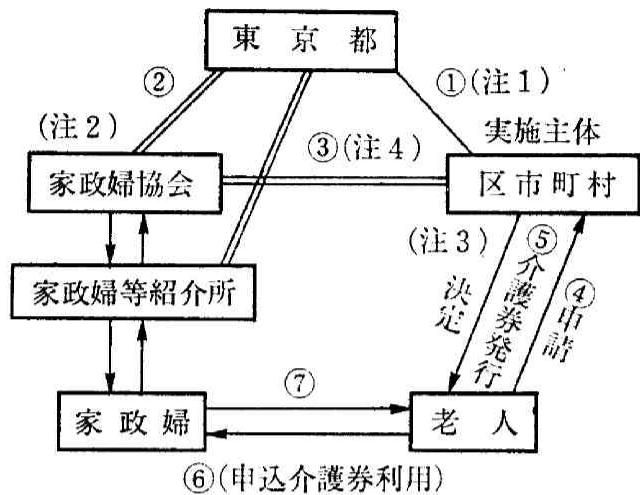 東京都
②
①(注1)
(注2)
実施主体
③(注4)
家政婦協会
区市町村
(注3)
⑤介護券発行
決定
④申請
家政婦等紹介所
⑦
家政婦
老人
⑥(申込介護券利用)